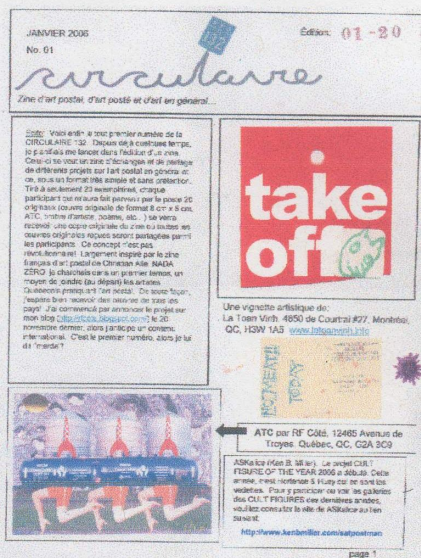 JANVIER 2006
No. 01
Édition: 01-20
132
circulaire
Zine d'art postal, d'art posté et d'art en général...
Edito: Voici enfin le tout premier numéro de la
CIRCULAIRE 132. Depuis déjà quelques temps,
je planifiais me lancer dans l'édition d'un zine.
Celui-ci se veut un zine d'échanges et de partage
de différents projets sur l'art postal en général et
ce, sous un format très simple et sans prétention.
Tiré à seulement 20 exemplaires, chaque
participant qui m'aura fait parvenir par la poste 20
originaux (œuvre originale de format 6 cm x 8 cm,
ATC, timbre d'artiste, poème, etc...) se verra
recevoir une copie originale du zine où toutes les
œuvres originales reçues seront partagées parmi
les participants. Ce concept n'est pas
révolutionnaire! Largement inspiré par le zine
français d'art postal de Christian Alle, NADA
ZÉRO, je cherchais dans un premier temps, un
moyen de joindre (au départ) les artistes
Québécois pratiquant l'art postal. De toute façon,
j'espère bien recevoir des œuvres de tous les
pays! J'ai commencé par annoncer le projet sur
mon blog le 20
novembre dernier, alors j'anticipe un contenu
international. C'est le premier numéro, alors je lui
dit "merde"!
take
off
Une vignette artistique de:
La Toan Vinh, 4850 de Courtrai #27, Montréal,
QC, H3W 1A5
TODAY
ATC par RF Côté, 12465 Avenue de
Troyes, Québec, QC, G2A 3C9
ASKalice (Ken B. Miller). Le projet CULT
FIGURE OF THE YEAR 2006 a débuté. Cette
année, c'est Hortense & Huey qui en sont les
vedettes. Pour y participer ou voir les galeries
des CULT FIGURES des dernières années,
veuillez consulter le site de ASKalice au lien
suivant:
http://www.kenbmiller.com/satpostman
page 1